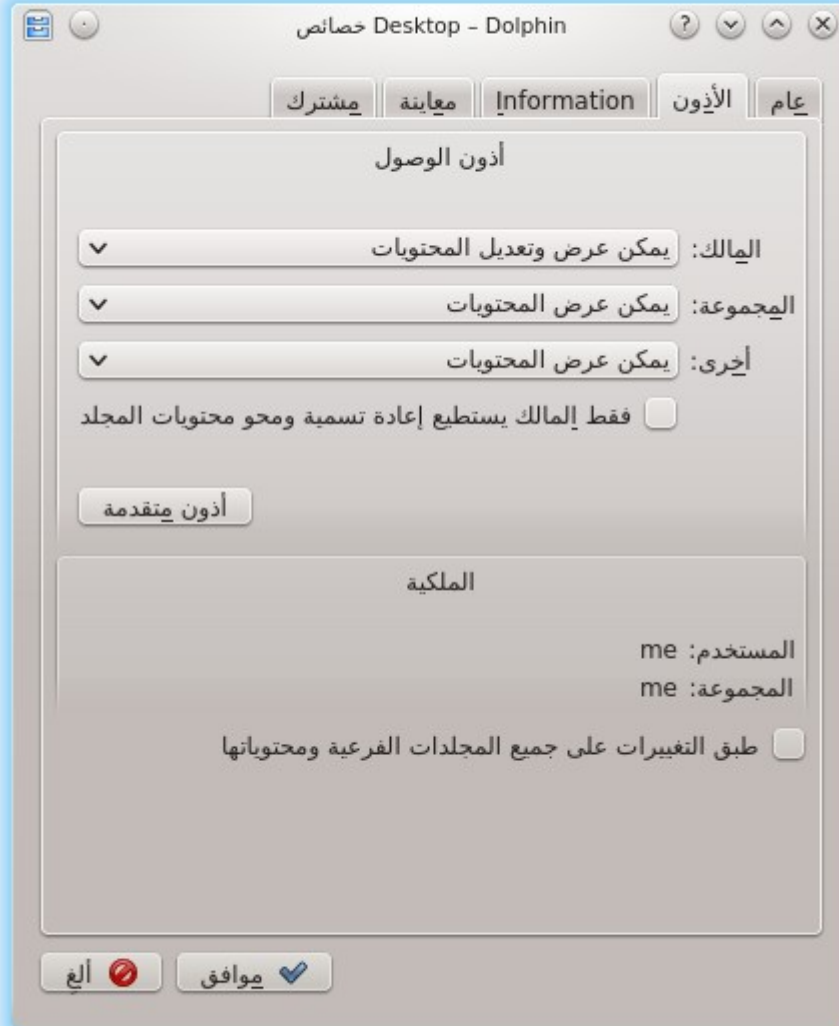 خصائص Desktop – Dolphin
عام الأذون Information معاينة مشترك
أذون الوصول
المالك: يمكن عرض وتعديل المحتويات
المجموعة: يمكن عرض المحتويات
أخرى: يمكن عرض المحتويات
فقط المالك يستطيع إعادة تسمية ومحو محتويات المجلد
أذون متقدمة
الملكية
المستخدم: me
المجموعة: me
طبق التغييرات على جميع المجلدات الفرعية ومحتوياتها
موافق ألغِ